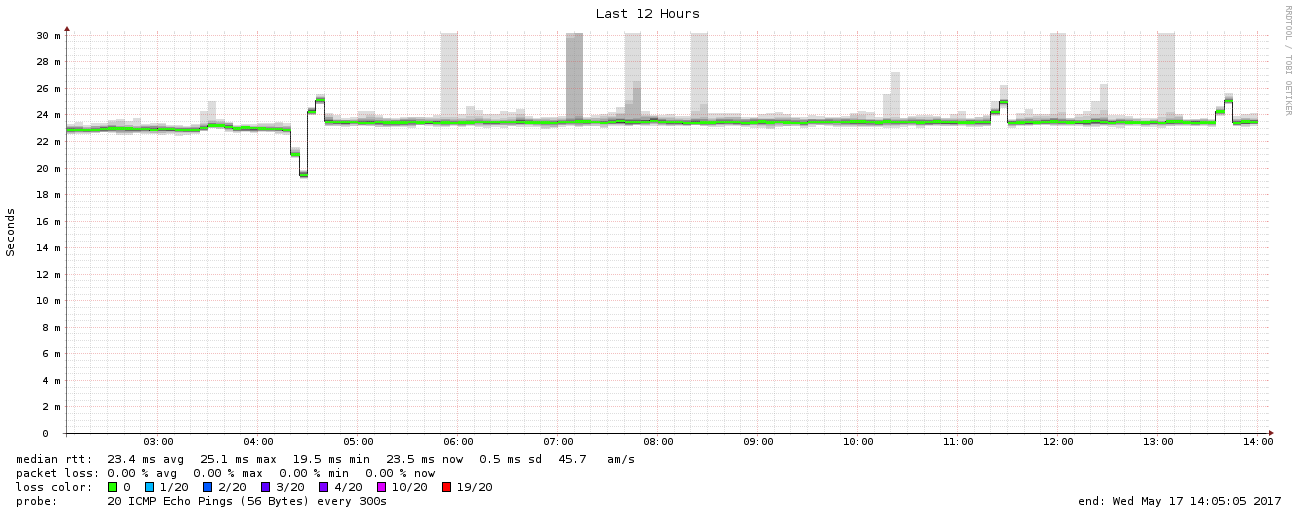 Last 12 Hours
RRDTOOL / TOBI OETIKER
Seconds
30 m
28 m
26 m
24 m
22 m
20 m
18 m
16 m
14 m
12 m
10 m
8 m
6 m
4 m
2 m
0
03:00 04:00 05:00 06:00 07:00 08:00 09:00 10:00 11:00 12:00 13:00 14:00
median rtt: 23.4 ms avg 25.1 ms max 19.5 ms min 23.5 ms now 0.5 ms sd 45.7 am/s
packet loss: 0.00 % avg 0.00 % max 0.00 % min 0.00 % now
loss color: 0 1/20 2/20 3/20 4/20 10/20 19/20
probe: 20 ICMP Echo Pings (56 Bytes) every 300s
end: Wed May 17 14:05:05 2017